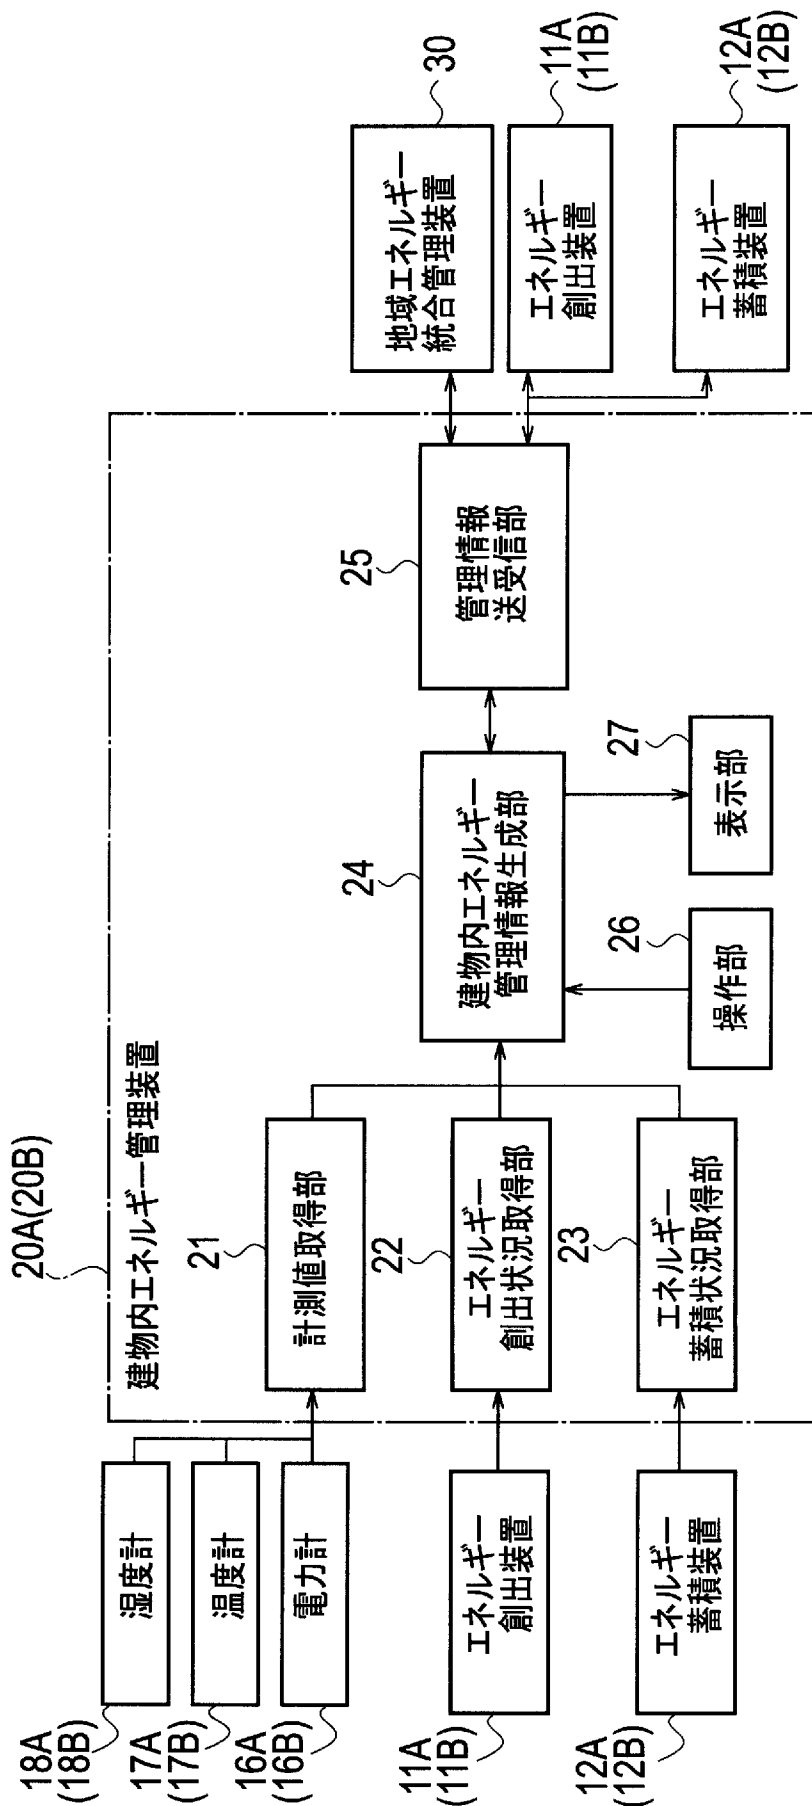 20A(20B)
建物内エネルギー管理装置
18A
(18B)
湿度計
17A
(17B)
温度計
16A
(16B)
電力計
11A
(11B)
エネルギー
創出装置
12A
(12B)
エネルギー
蓄積装置
21
計測値取得部
22
エネルギー
創出状況取得部
23
エネルギー
蓄積状況取得部
24
建物内エネルギー
管理情報生成部
26
操作部
27
表示部
25
管理情報
送受信部
30
地域エネルギー
統合管理装置
11A
(11B)
エネルギー
創出装置
12A
(12B)
エネルギー
蓄積装置